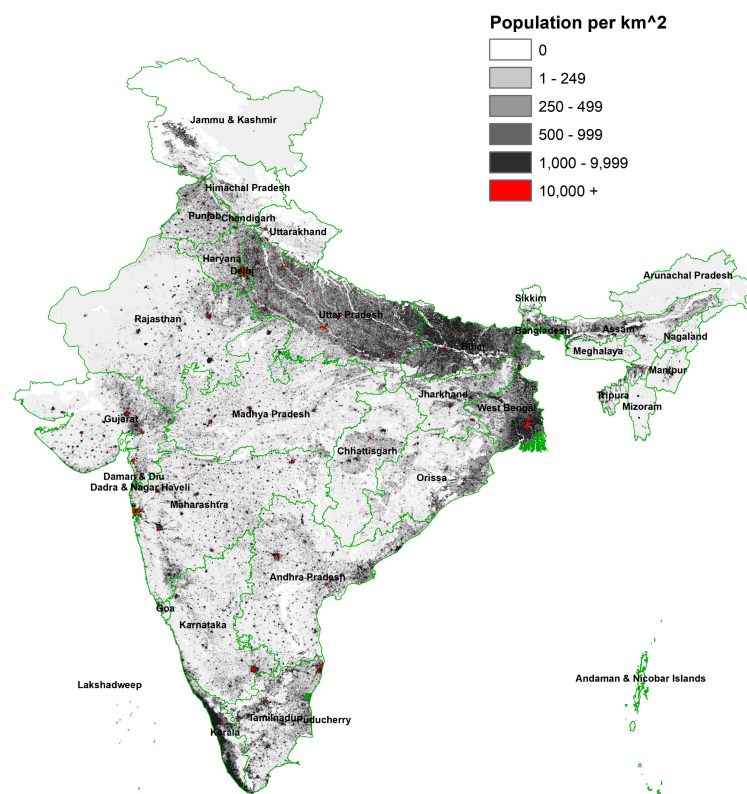 Population per km^2
0
1 - 249
250 - 499
500 - 999
1,000 - 9,999
10,000 +
Jammu & Kashmir
Himachal Pradesh
Punjab
Chandigarh
Uttarakhand
Haryana
Delhi
Arunachal Pradesh
Sikkim
Rajasthan
Uttar Pradesh
Bangladesh
Assam
Nagaland
Bihar
Meghalaya
Manipur
Jharkhand
Tripura
Mizoram
Gujarat
Madhya Pradesh
West Bengal
Chhattisgarh
Daman & Diu
Dadra & Nagar Haveli
Orissa
Maharashtra
Andhra Pradesh
Goa
Karnataka
Lakshadweep
Andaman & Nicobar Islands
Tamilnadu
Puducherry
Kerala